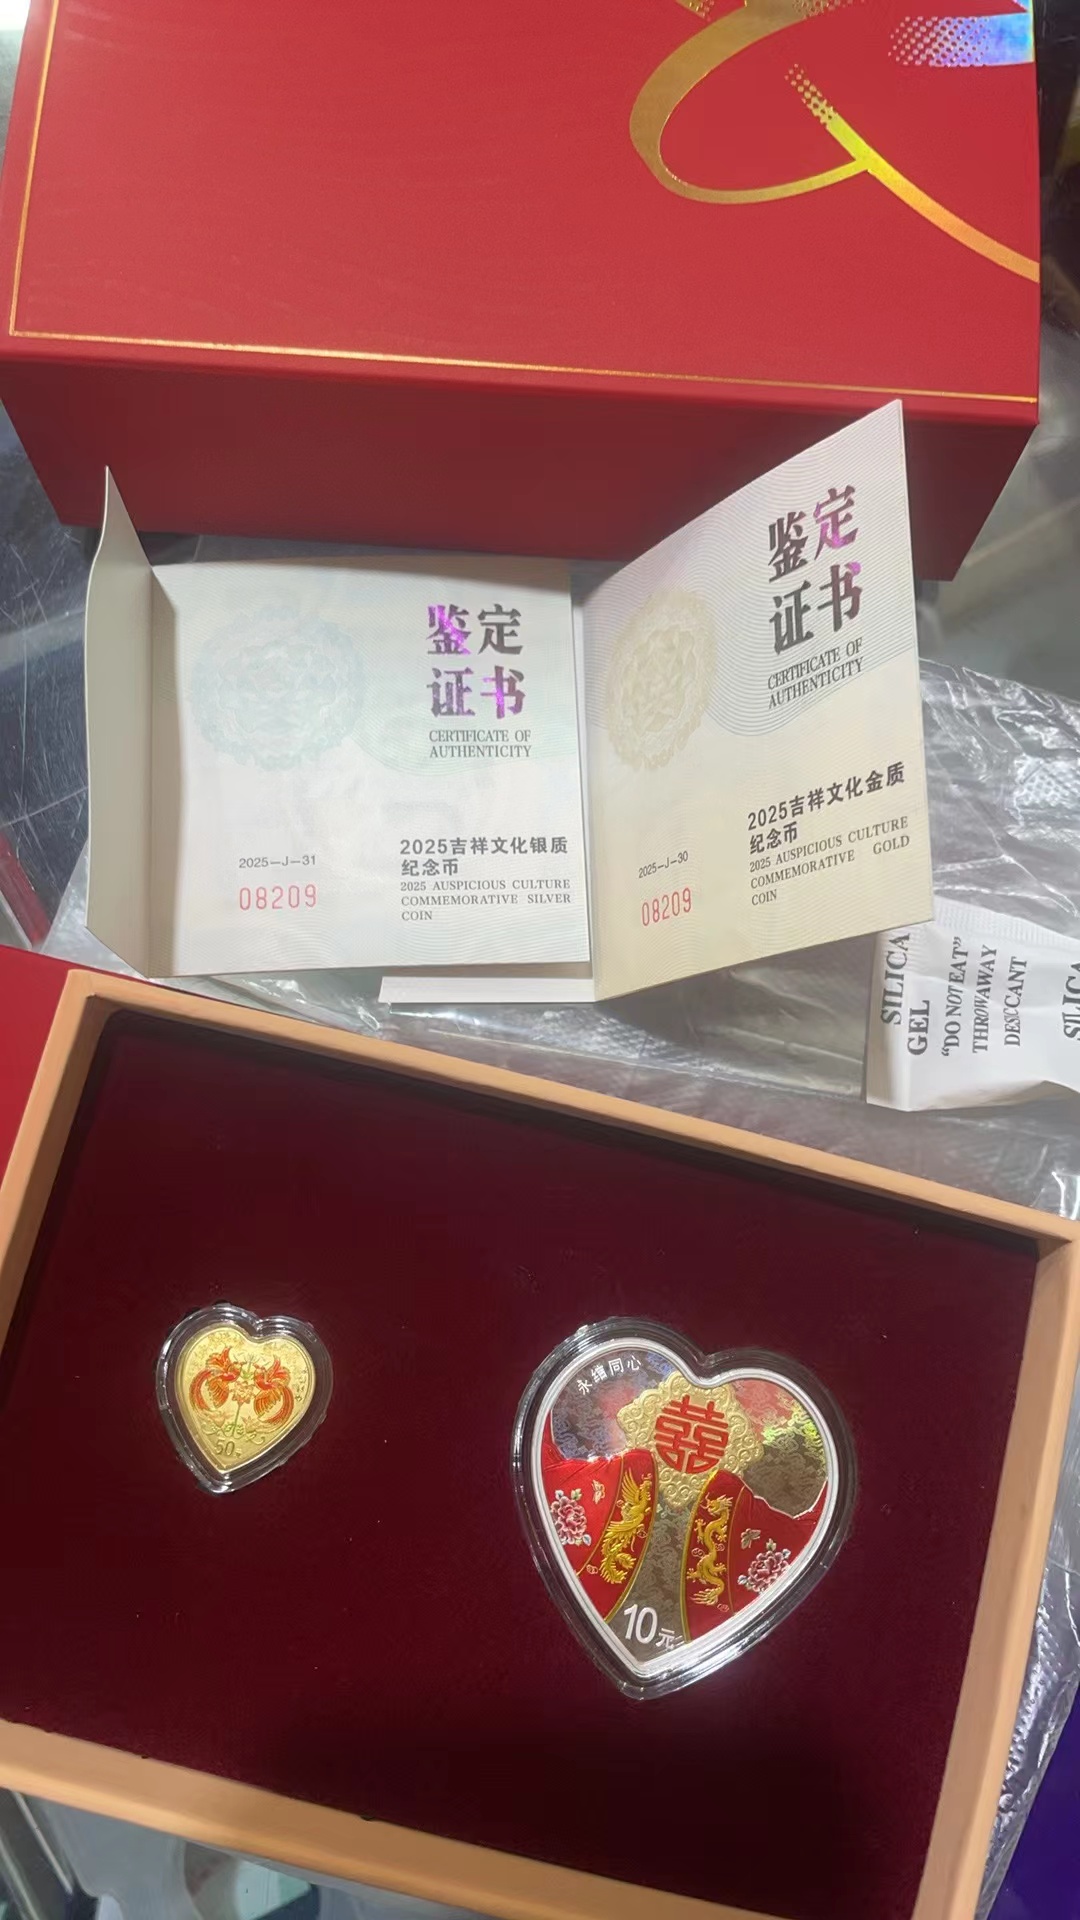 鉴定
证书
CERTIFICATE OF
AUTHENTICITY
2025吉祥文化银质
纪念币
2025 AUSPICIOUS CULTURE
COMMEMORATIVE SILVER
COIN
2025—J—31
08209
鉴定
证书
CERTIFICATE OF
AUTHENTICITY
2025吉祥文化金质
纪念币
2025 AUSPICIOUS CULTURE
COMMEMORATIVE GOLD
COIN
2025—J—30
08209
SILICA
GEL
"DO NOT EAT"
THROWAWAY
DESICCANT
50元
永缔同心
囍
10元